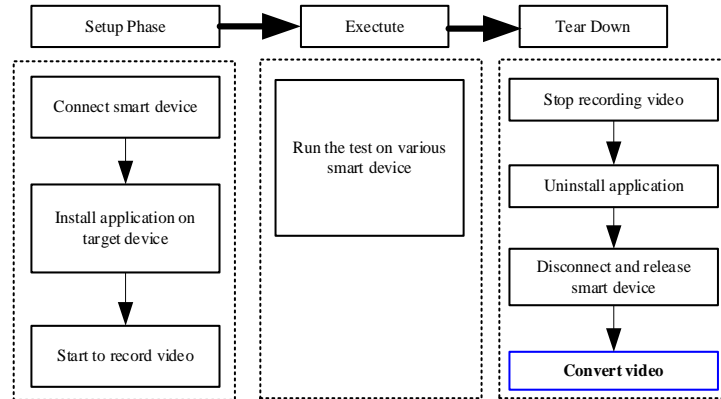 Setup Phase
Exectute
Tear Down
Connect smart device
Install application on
target device
Start to record video
Run the test on various
smart device
Stop recording video
Uninstall application
Disconnect and release
smart device
Convert video